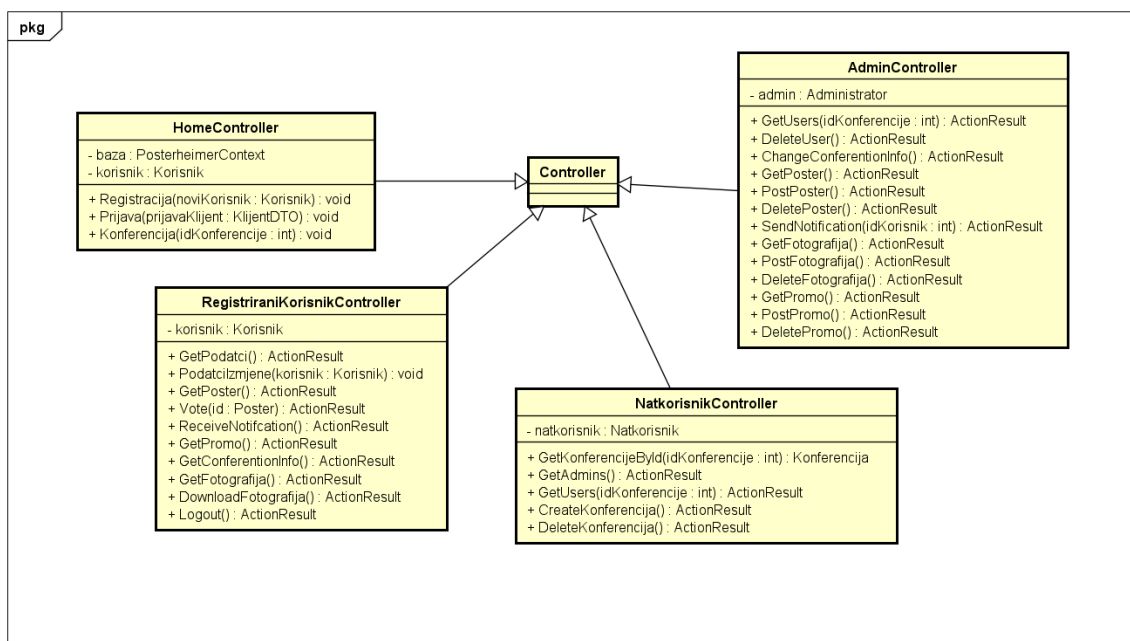 pkg
HomeController
- baza : PosterheimerContext
- korisnik : Korisnik
+ Registracija(noviKorisnik : Korisnik) : void
+ Prijava(prijavaKlijent : KlijentDTO) : void
+ Konferencija(idKonferencije : int) : void
Controller
AdminController
- admin : Administrator
+ GetUsers(idKonferencije : int) : ActionResult
+ DeleteUser() : ActionResult
+ ChangeConferentionInfo() : ActionResult
+ GetPoster() : ActionResult
+ PostPoster() : ActionResult
+ DeletePoster() : ActionResult
+ SendNotification(idKorisnik : int) : ActionResult
+ GetFotografija() : ActionResult
+ PostFotografija() : ActionResult
+ DeleteFotografija() : ActionResult
+ GetPromo() : ActionResult
+ PostPromo() : ActionResult
+ DeletePromo() : ActionResult
RegistriraniKorisnikController
- korisnik : Korisnik
+ GetPodatci() : ActionResult
+ PodatciIzmjene(korisnik : Korisnik) : void
+ GetPoster() : ActionResult
+ Vote(id : Poster) : ActionResult
+ ReceiveNotifcation() : ActionResult
+ GetPromo() : ActionResult
+ GetConferentionInfo() : ActionResult
+ GetFotografija() : ActionResult
+ DownloadFotografija() : ActionResult
+ Logout() : ActionResult
NatkorisnikController
- natkorisnik : Natkorisnik
+ GetKonferencijeById(idKonferencije : int) : Konferencija
+ GetAdmins() : ActionResult
+ GetUsers(idKonferencije : int) : ActionResult
+ CreateKonferencija() : ActionResult
+ DeleteKonferencija() : ActionResult